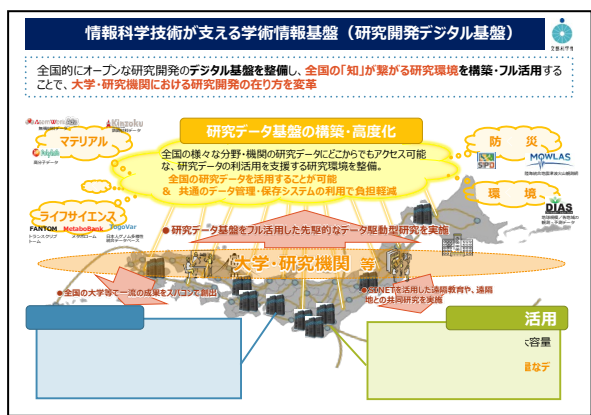 情報科学技術が支える学術情報基盤（研究開発デジタル基盤）
文部科学省
全国的にオープンな研究開発のデジタル基盤を整備し、全国の「知」が繋がる研究環境を構築・フル活用する
ことで、大学・研究機関における研究開発の在り方を変革
Kinzoku
マテリアル
研究データ基盤の構築・高度化
全国の様々な分野・機関の研究データにどこからでもアクセス可能
な、研究データの利活用を支援する研究環境を整備。
全国の研究データを活用することが可能
& 共通のデータ管理・保存システムの利用で負担軽減
防 災
SIP4D
MOWLAS
環 境
DIAS
ライフサイエンス
FANTOM MetaboBank TogoVar
トランスクリプトーム
●研究データ基盤をフル活用した先駆的なデータ駆動型研究を実施
大学・研究機関 等
●全国の大学等で一流の成果をスパコンで創出
●SINETを活用した遠隔教育や、遠隔
地との共同研究を実施
活用
容量
量なデ